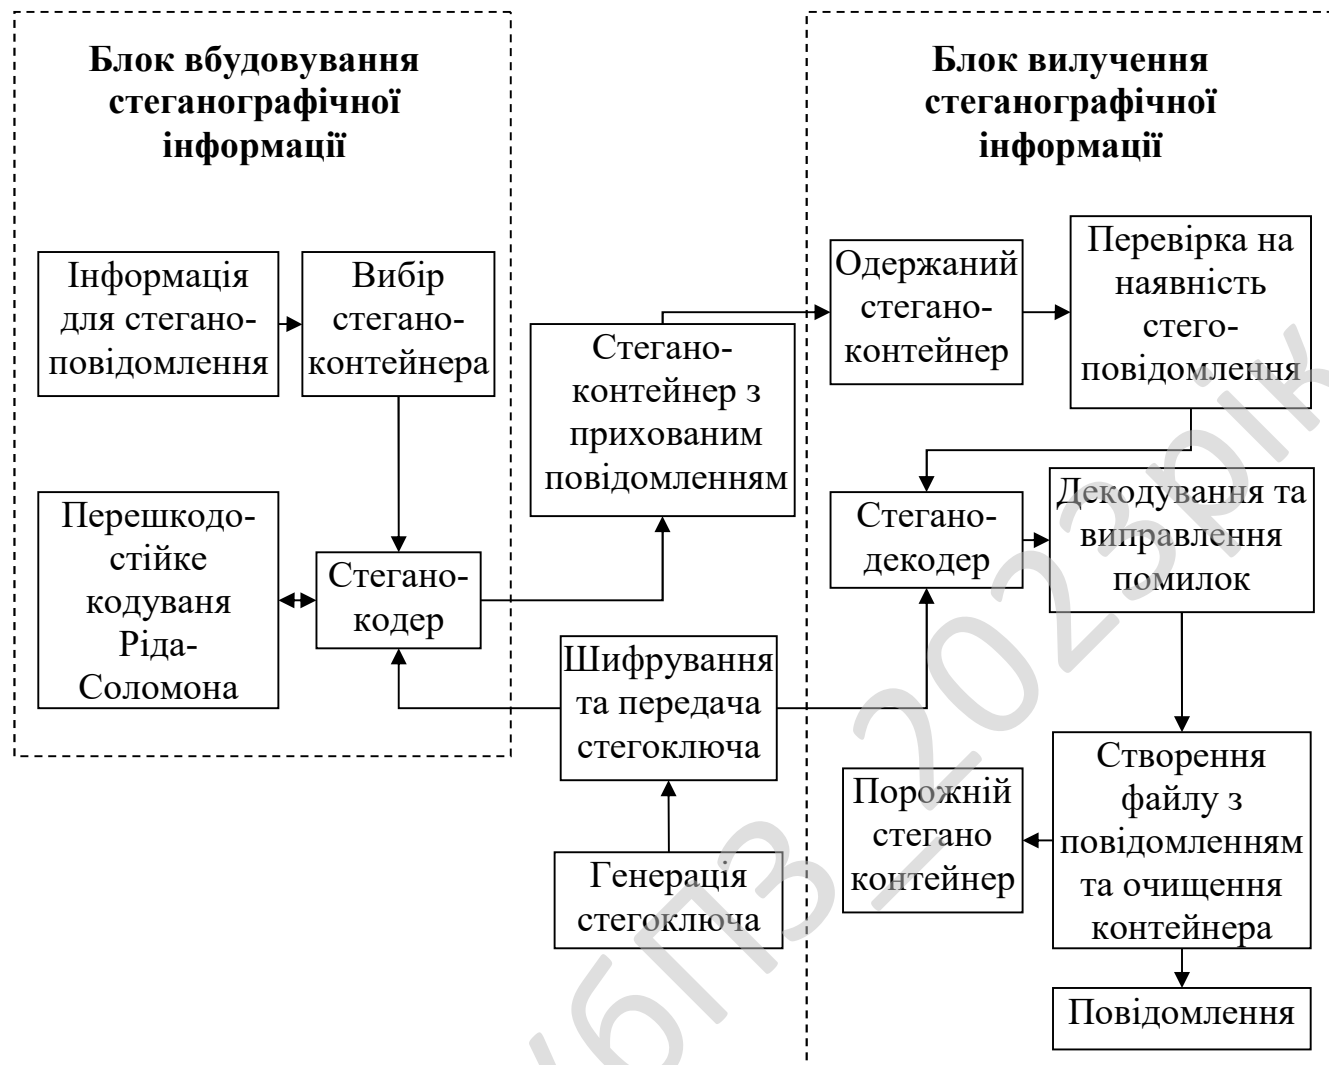 Блок вбудовування
стеганографічної
інформації
Блок вилучення
стеганографічної
інформації
Інформація
для стегано-
повідомлення
Вибір
стегано-
контейнера
Стегано-
контейнер з
прихованим
повідомленням
Одержаний
стегано-
контейнер
Перевірка на
наявність
стего-
повідомлення
Перешкодо-
стійке
кодуваня
Ріда-
Соломона
Стегано-
кодер
Стегано-
декодер
Декодування та
виправлення
помилок
Шифрування
та передача
стегоключа
Генерація
стегоключа
Порожній
стегано
контейнер
Створення
файлу з
повідомленням
та очищення
контейнера
Повідомлення
бПЗ_2023рік